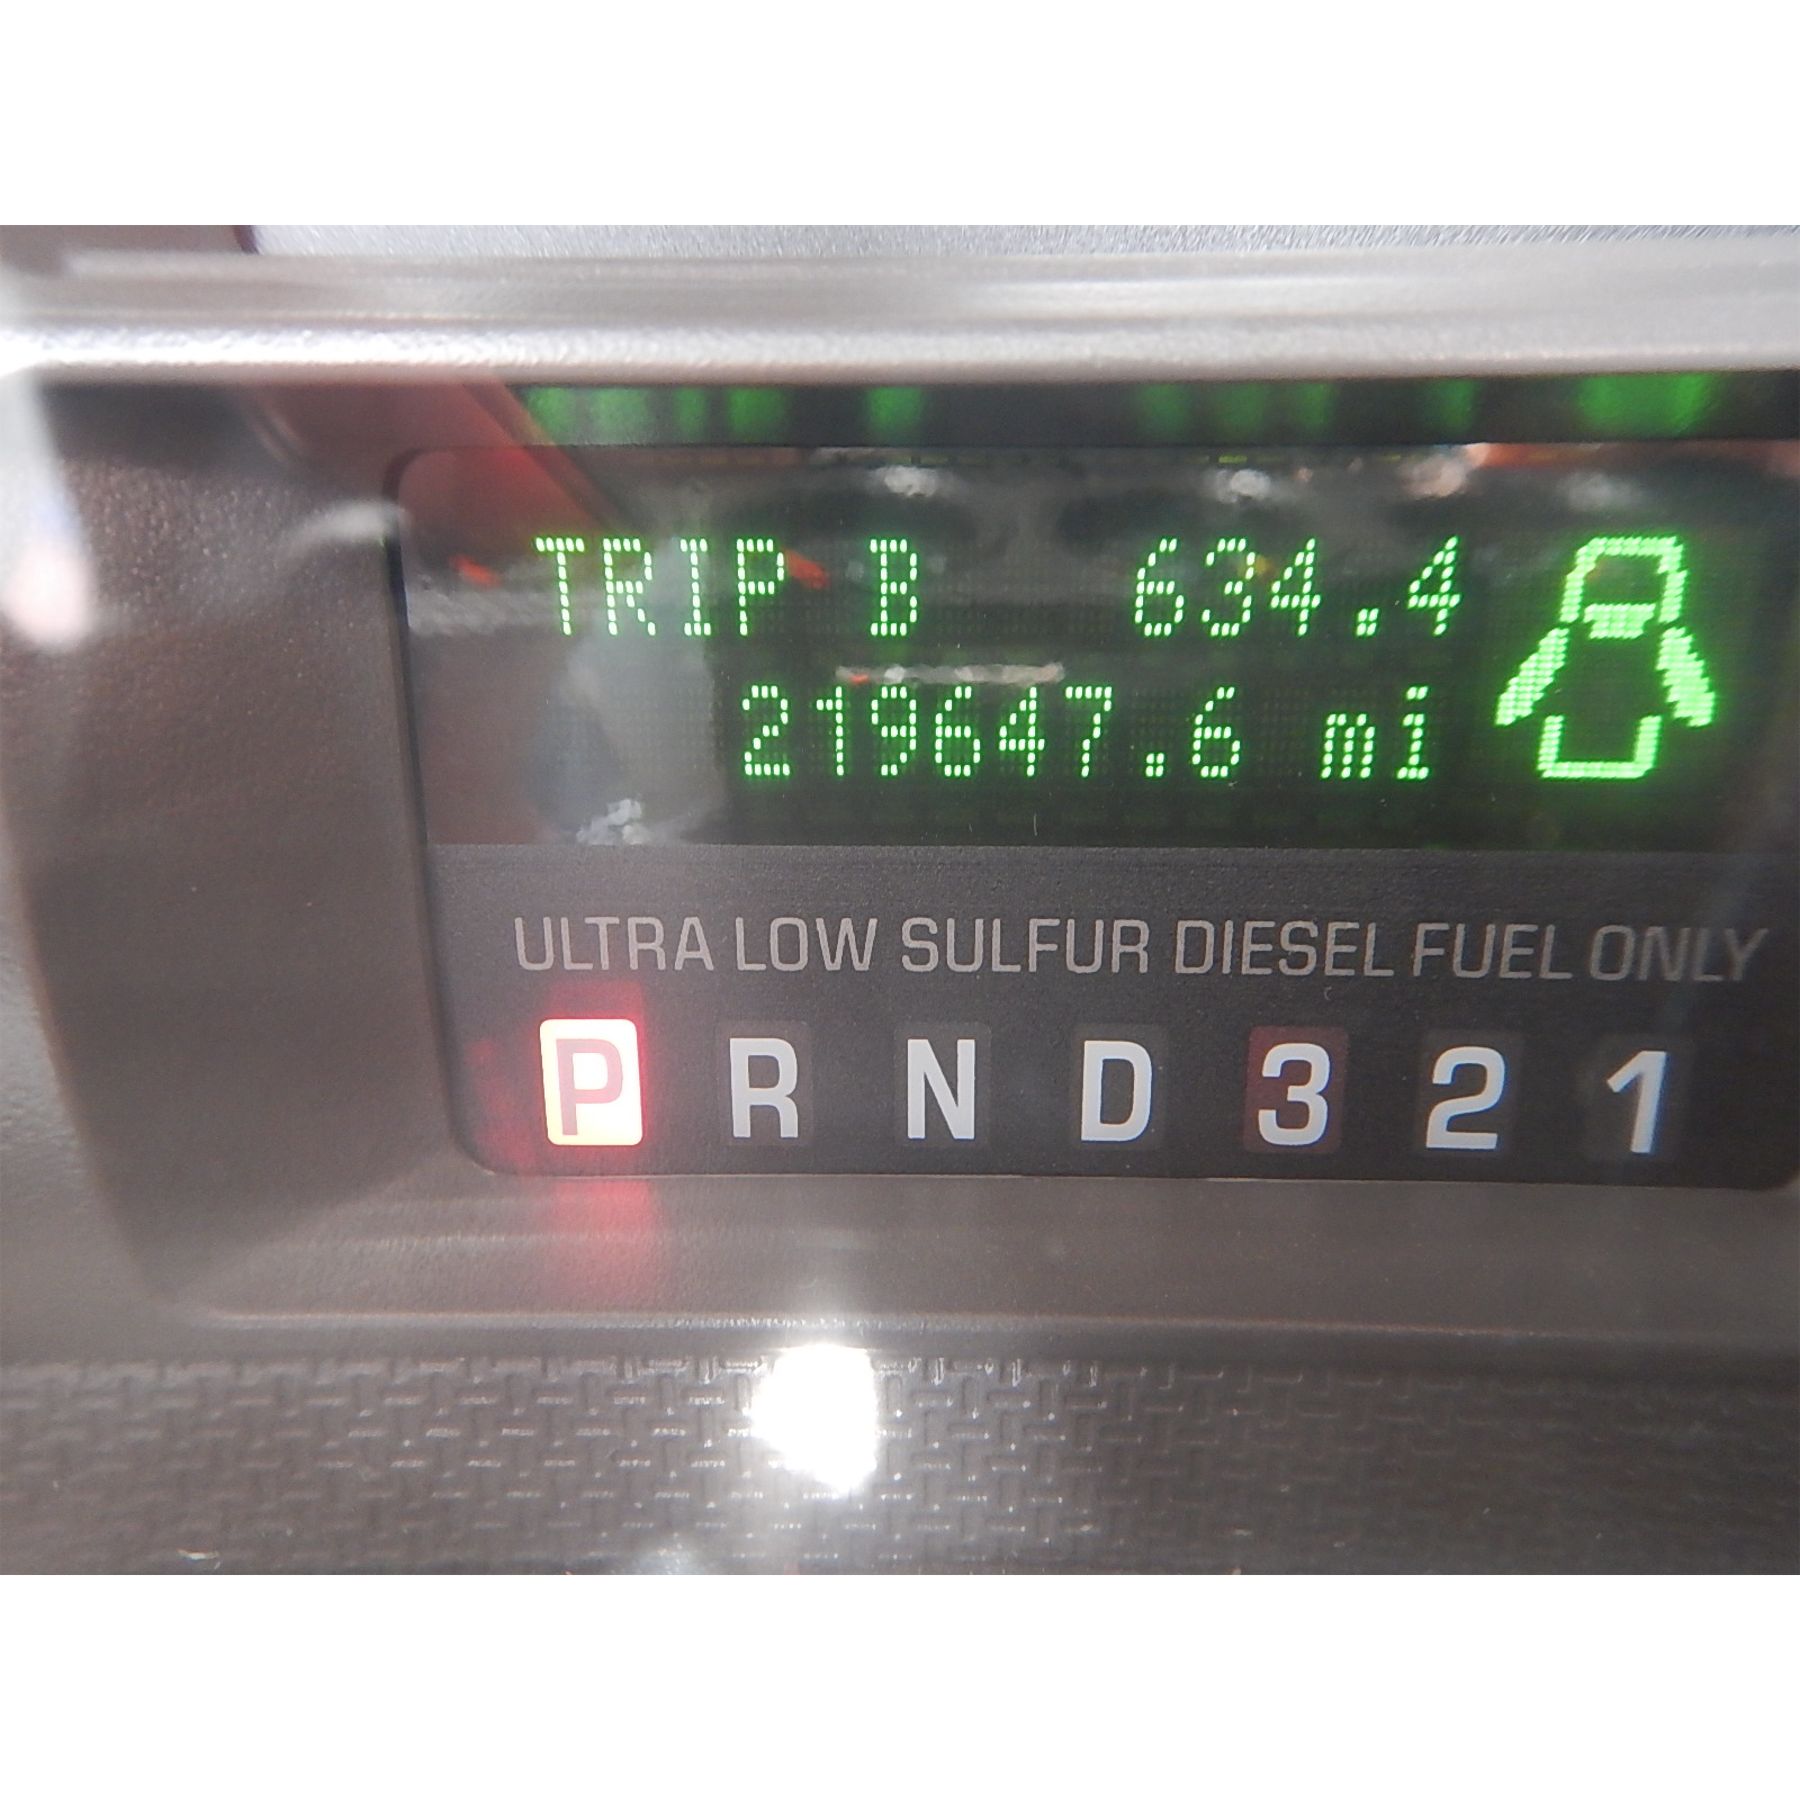 TRIP B 634.4
219647.6 mi
ULTRA LOW SULFUR DIESEL FUEL ONLY
P R N D 3 2 1